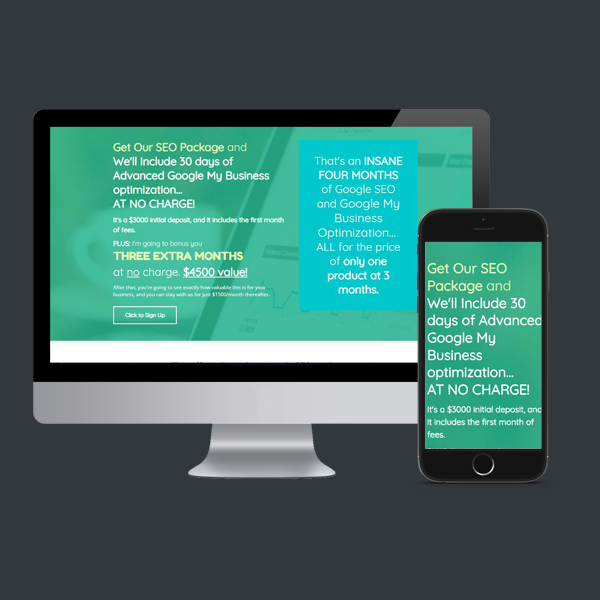 Get Our SEO Package and
We'll Include 30 days of
Advanced Google My Business
optimization...
AT NO CHARGE!
It's a $3000 initial deposit, and it includes the first month
of fees.
PLUS: I'm going to bonus you
THREE EXTRA MONTHS
at no charge. $4500 value!
After that, you're going to see exactly how valuable this is for your
business, and you can stay with us for just $1500/month thereafter.
Click to Sign Up
That's an INSANE
FOUR MONTHS
of Google SEO
and Google My
Business
Optimization...
ALL for the price
of only one
product at 3
months.
Get Our SEO
Package and
We'll Include 30
days of Advanced
Google My
Business
optimization...
AT NO CHARGE!
It's a $3000 initial deposit, and
it includes the first month of
fees.